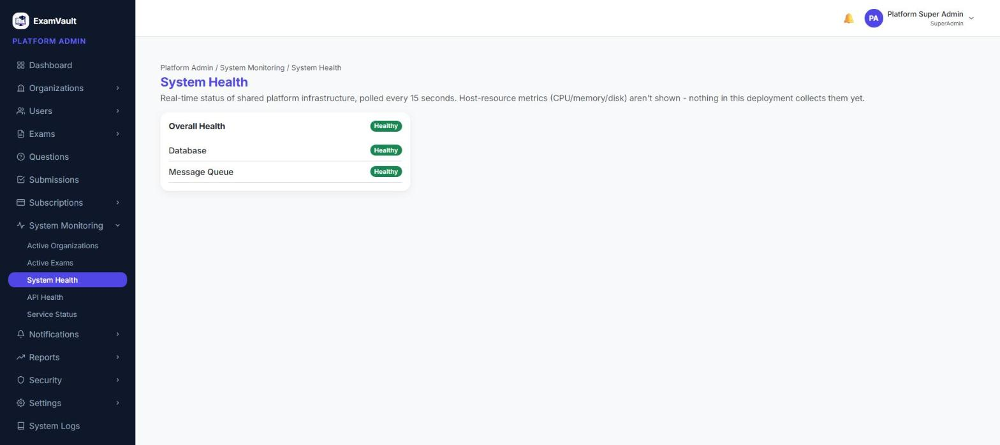 ExamVault
PLATFORM ADMIN
Dashboard
Organizations
Users
Exams
Questions
Submissions
Subscriptions
System Monitoring
Active Organizations
Active Exams
System Health
API Health
Service Status
Notifications
Reports
Security
Settings
System Logs
PA
Platform Super Admin
SuperAdmin
Platform Admin / System Monitoring / System Health
System Health
Real-time status of shared platform infrastructure, polled every 15 seconds. Host-resource metrics (CPU/memory/disk) aren't shown - nothing in this deployment collects them yet.
Overall Health Healthy
Database Healthy
Message Queue Healthy